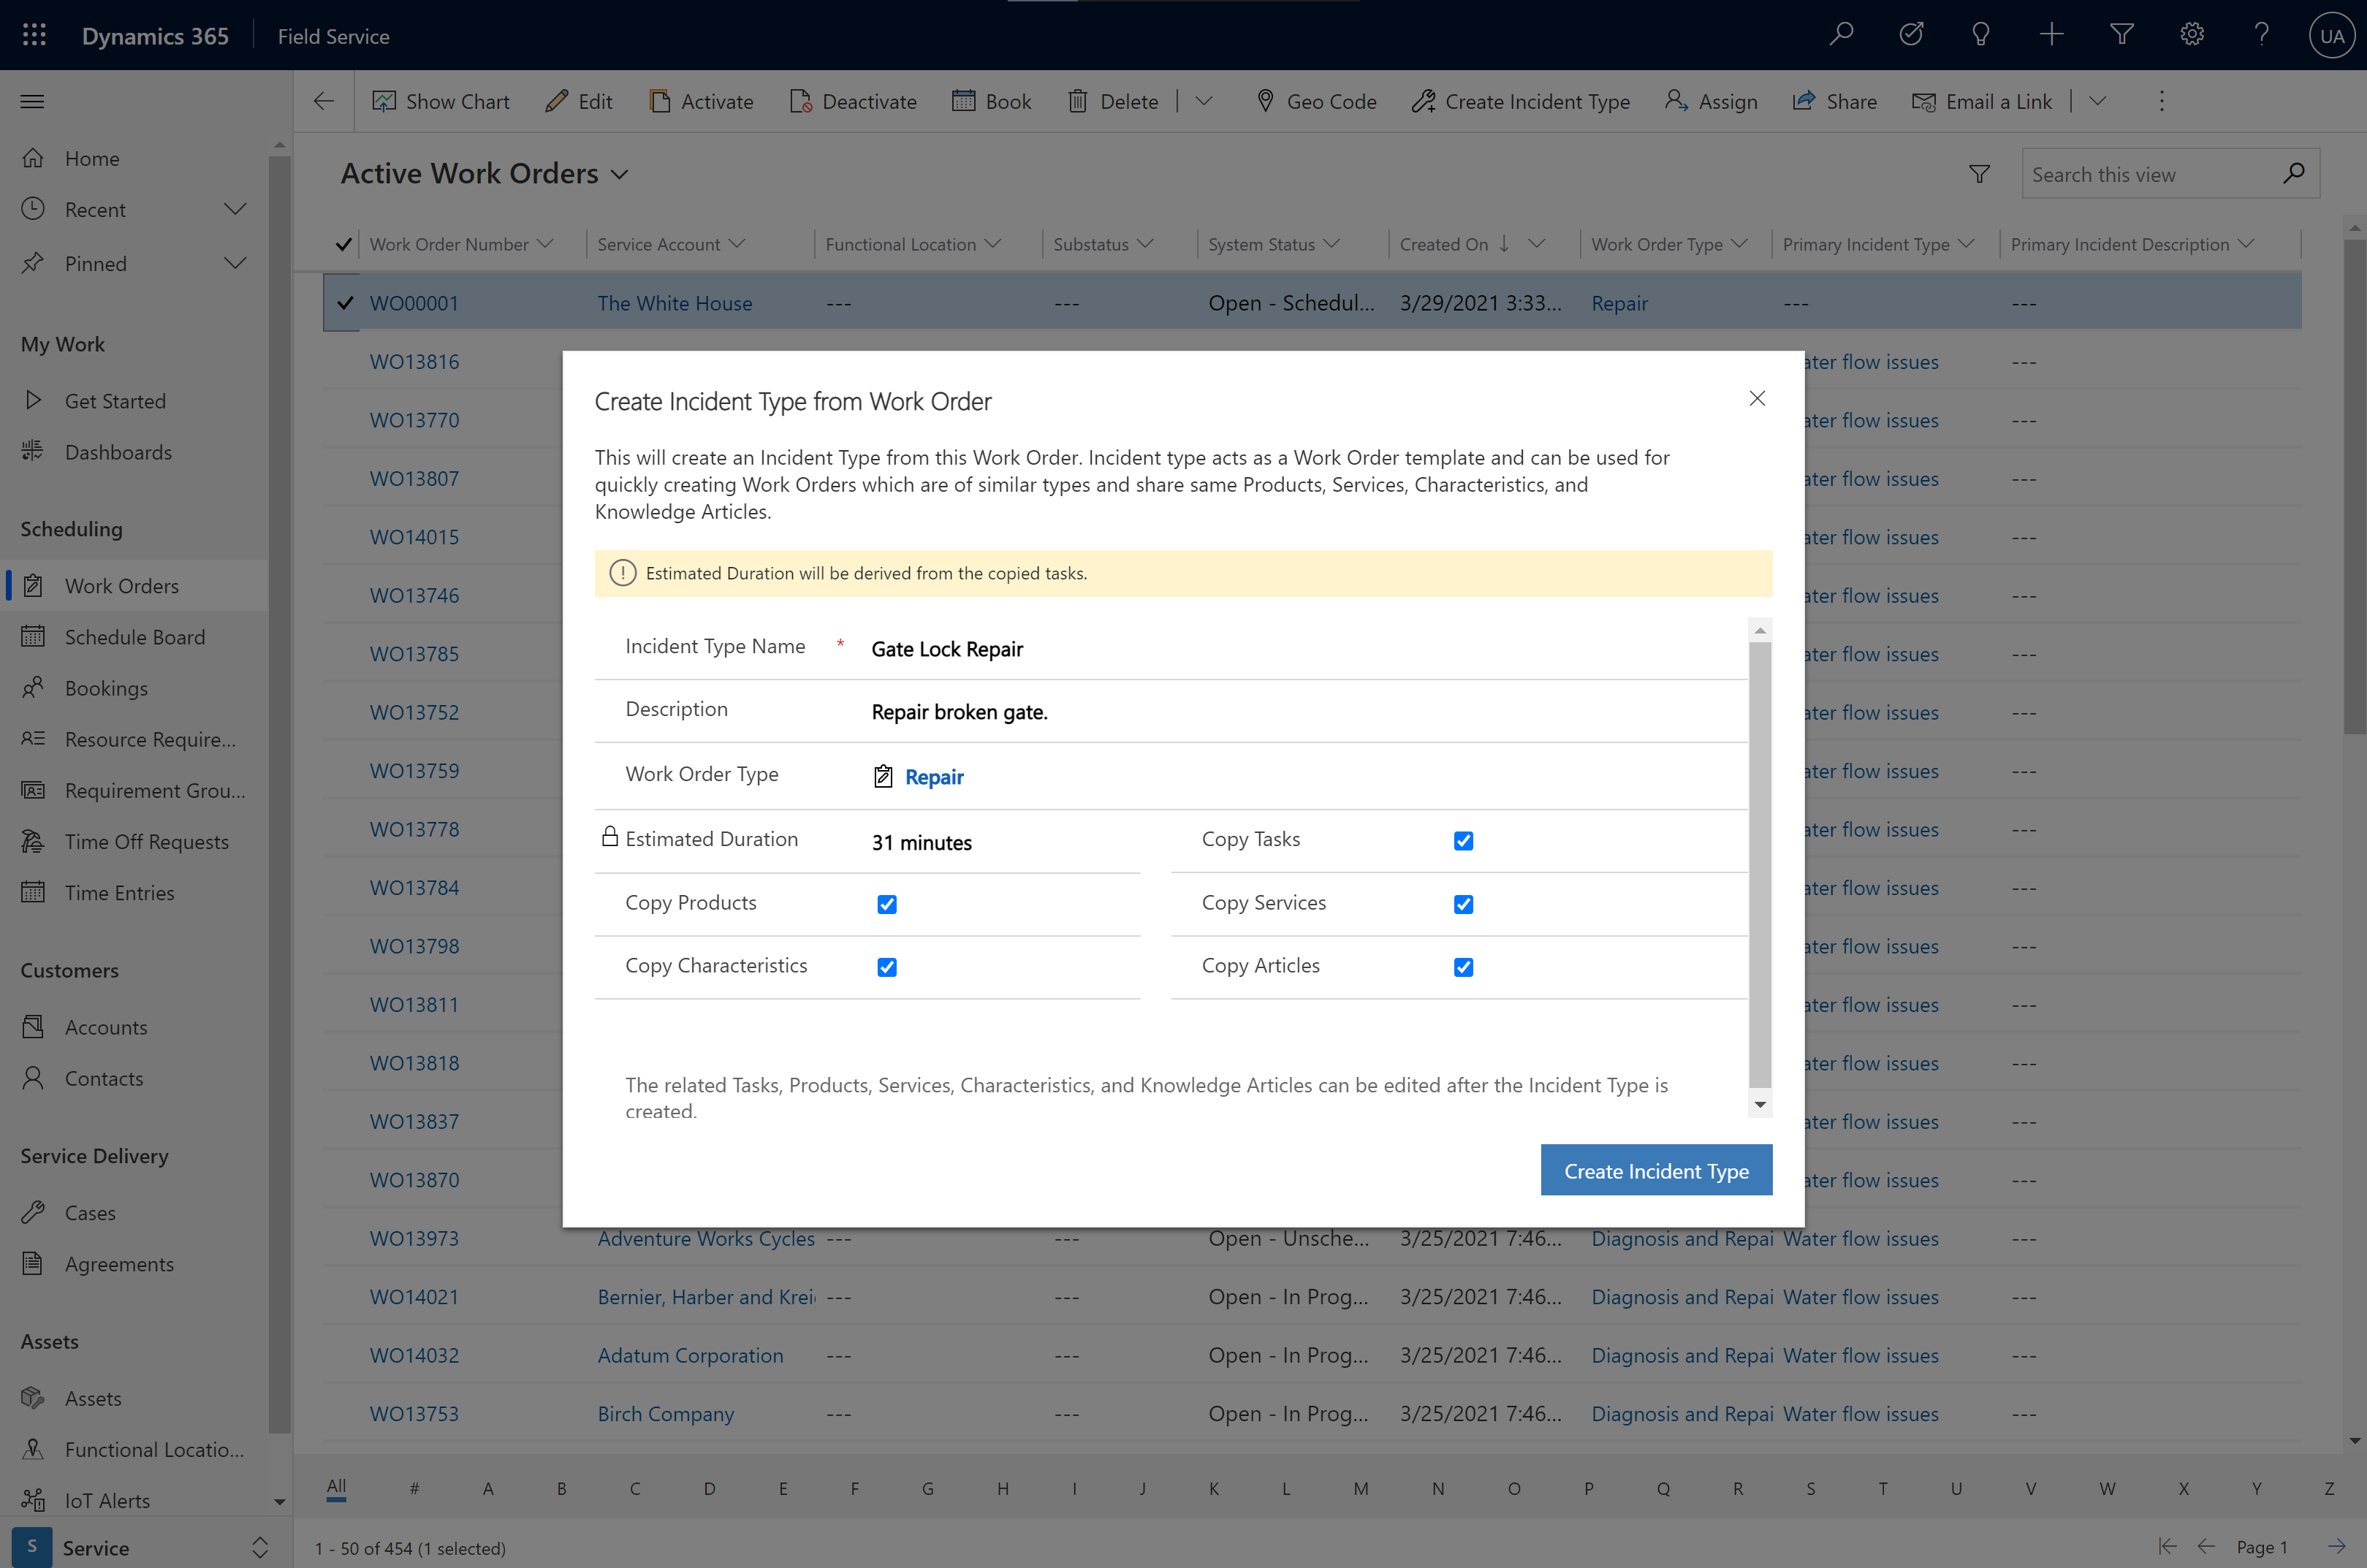 Dynamics 365 Field Service UA
Show Chart Edit Activate Deactivate Book Delete Geo Code Create Incident Type Assign Share Email a Link
Home
Recent
Pinned
My Work
Get Started
Dashboards
Scheduling
Work Orders
Schedule Board
Bookings
Resource Require...
Requirement Grou...
Time Off Requests
Time Entries
Customers
Accounts
Contacts
Service Delivery
Cases
Agreements
Assets
Assets
Functional Locatio...
IoT Alerts
S Service
Active Work Orders
Search this view
Work Order Number Service Account Functional Location Substatus System Status Created On Work Order Type Primary Incident Type Primary Incident Description
WO00001 The White House --- --- Open - Schedul... 3/29/2021 3:33... Repair --- ---
WO13816 ater flow issues ---
WO13770 ater flow issues ---
WO13807 ater flow issues ---
WO14015 ater flow issues ---
WO13746 ater flow issues ---
WO13785 ater flow issues ---
WO13752 ater flow issues ---
WO13759 ater flow issues ---
WO13778 ater flow issues ---
WO13784 ater flow issues ---
WO13798 ater flow issues ---
WO13811 ater flow issues ---
WO13818 ater flow issues ---
WO13837 ater flow issues ---
WO13870 ater flow issues ---
WO13973 Adventure Works Cycles --- --- Open - Unsche... 3/25/2021 7:46... Diagnosis and Repai Water flow issues ---
WO14021 Bernier, Harber and Krei --- --- Open - In Prog... 3/25/2021 7:46... Diagnosis and Repai Water flow issues ---
WO14032 Adatum Corporation --- --- Open - In Prog... 3/25/2021 7:46... Diagnosis and Repai Water flow issues ---
WO13753 Birch Company --- --- Open - In Prog... 3/25/2021 7:46... Diagnosis and Repai Water flow issues ---
Create Incident Type from Work Order
This will create an Incident Type from this Work Order. Incident type acts as a Work Order template and can be used for
quickly creating Work Orders which are of similar types and share same Products, Services, Characteristics, and
Knowledge Articles.
Estimated Duration will be derived from the copied tasks.
Incident Type Name * Gate Lock Repair
Description Repair broken gate.
Work Order Type Repair
Estimated Duration 31 minutes Copy Tasks
Copy Products Copy Services
Copy Characteristics Copy Articles
The related Tasks, Products, Services, Characteristics, and Knowledge Articles can be edited after the Incident Type is
created.
Create Incident Type
All # A B C D E F G H I J K L M N O P Q R S T U V W X Y Z
1 - 50 of 454 (1 selected) Page 1